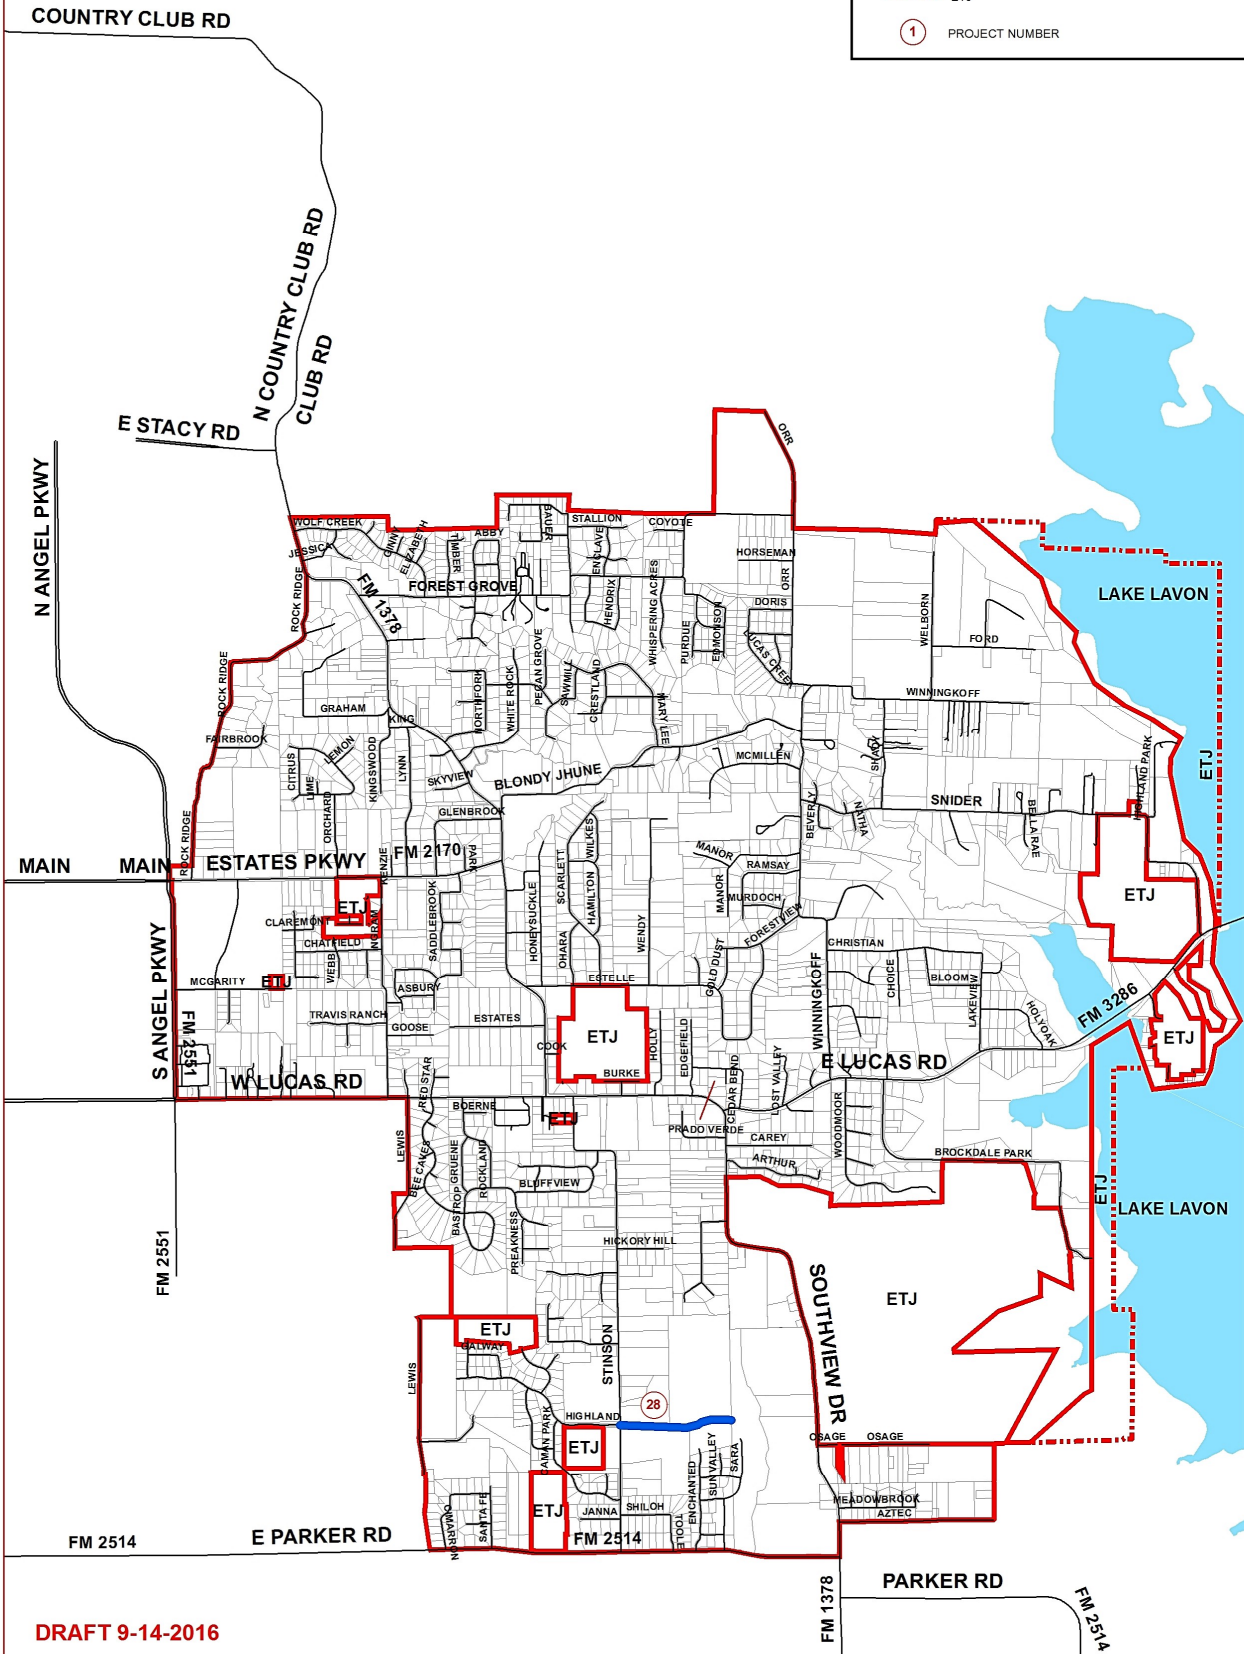 COUNTRY CLUB RD
1 PROJECT NUMBER
N COUNTRY CLUB RD
CLUB RD
E STACY RD
N ANGEL PKWY
ORR
WOLF CREEK
JESSICA
GINNY
ELIZABETH
TIMBER
ABBY
BAUER
STALLION
ENCLAVE
COYOTE
HORSEMAN
ORR
ROCK RIDGE
FM 1378
FOREST GROVE
HENDRIX
WHISPERING ACRES
PURDUE
EDMONSON
DORIS
LUCAS CREEK
WELBORN
FORD
LAKE LAVON
ETJ
ROCK RIDGE
GRAHAM
KING
NORTHFORK
WHITE ROCK
PECAN GROVE
SAWMILL
CRESTLAND
MARY LEE
WINNINGKOFF
FAIRBROOK
CITRUS
LIME
LEMON
KINGSWOOD
LYNN
SKYVIEW
BLONDY JHUNE
MCMILLEN
SHADY
HIGHLAND PARK
ORCHARD
GLENBROOK
BEVERLY
NATHA
SNIDER
BELLA RAE
ROCK RIDGE
MAIN
MAIN
ESTATES PKWY
KENZIE
FM 2170
PARK
WILKES
SCARLETT
HAMILTON
MANOR
RAMSAY
MANOR
MURDOCH
FORESTVIEW
ETJ
ETJ
CLAREMONT
INGRAM
CHATFIELD
WEBB
SADDLEBROOK
HONEYSUCKLE
OHARA
WENDY
GOLD DUST
CHRISTIAN
CHOICE
BLOOM
LAKEVIEW
HOLYOAK
FM 3286
ETJ
S ANGEL PKWY
FM 2551
MCGARITY
ETJ
ASBURY
ESTELLE
TRAVIS RANCH
GOOSE
ESTATES
COOK
ETJ
HOLLY
EDGEFIELD
WINNINGKOFF
BURKE
W LUCAS RD
E LUCAS RD
RED STAR
CEDAR BEND
LOST VALLEY
BOERNE
ETJ
PRADO VERDE
CAREY
WOODMOOR
ARTHUR
BROCKDALE PARK
LEWIS
BEE CAVES
BASTROP
GRUENE
ROCKLAND
BLUFFVIEW
ETJ
LAKE LAVON
PREAKNESS
HICKORY HILL
FM 2551
SOUTHVIEW DR
ETJ
ETJ
GALWAY
STINSON
LEWIS
CAMAN PARK
HIGHLAND
28
ETJ
ENCHANTED
SUN VALLEY
SARA
OSAGE
OSAGE
CIMARRON
SANTA FE
ETJ
JANNA
SHILOH
TOOLE
MEADOWBROOK
AZTEC
FM 2514
E PARKER RD
FM 2514
FM 1378
PARKER RD
FM 2514
DRAFT 9-14-2016